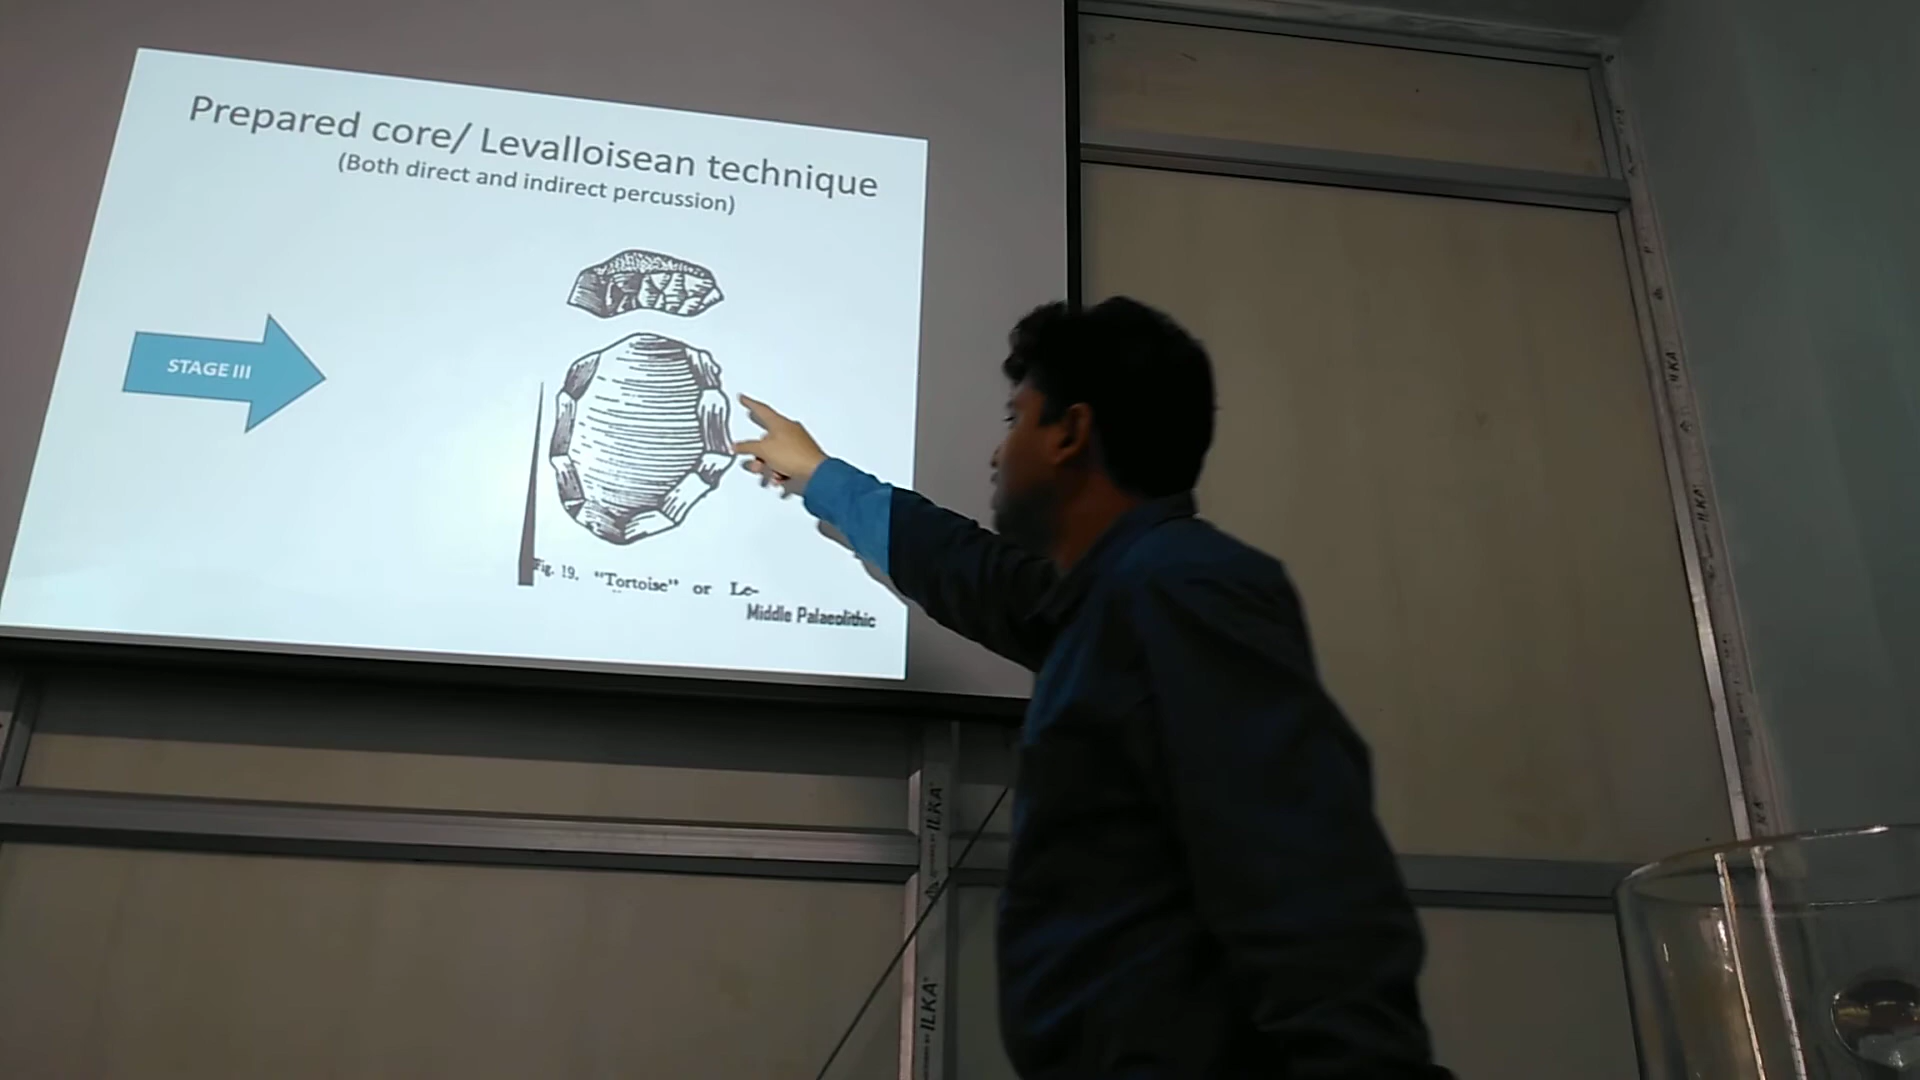 Prepared core/ Levalloisean technique
(Both direct and indirect percussion)
STAGE III
Fig. 19. "Tortoise" or Le-
Middle Palaeolithic
ILKA
ILKA
ILKA